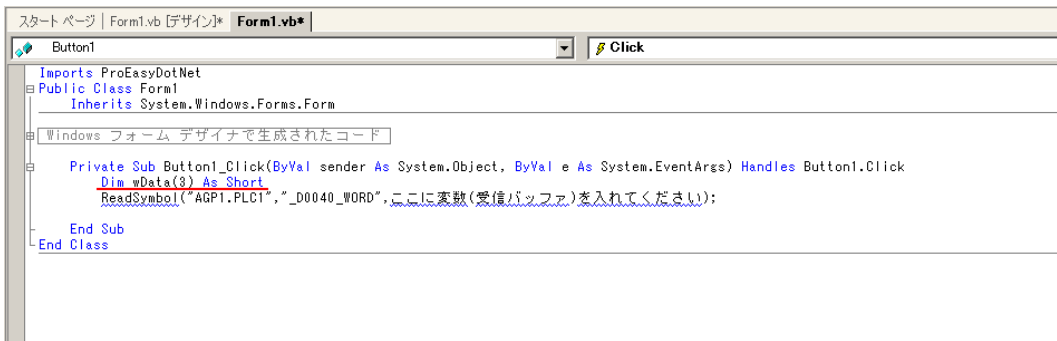 スタート ページ Form1.vb [デザイン]* Form1.vb*
Button1 Click
Imports ProEasyDotNet
Public Class Form1
Inherits System.Windows.Forms.Form
Windows フォーム デザイナで生成されたコード
Private Sub Button1_Click(ByVal sender As System.Object, ByVal e As System.EventArgs) Handles Button1.Click
Dim wData(3) As Short
ReadSymbol("AGP1.PLC1","_D0040_WORD",ここに変数(受信バッファ)を入れてください);
End Sub
End Class